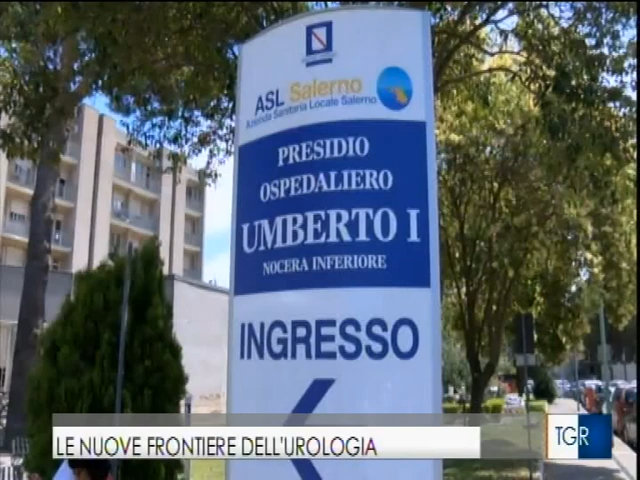 ASL Salerno
Azienda Sanitaria Locale Salerno
PRESIDIO
OSPEDALIERO
UMBERTO I
NOCERA INFERIORE
INGRESSO
LE NUOVE FRONTIERE DELL'UROLOGIA
TGR